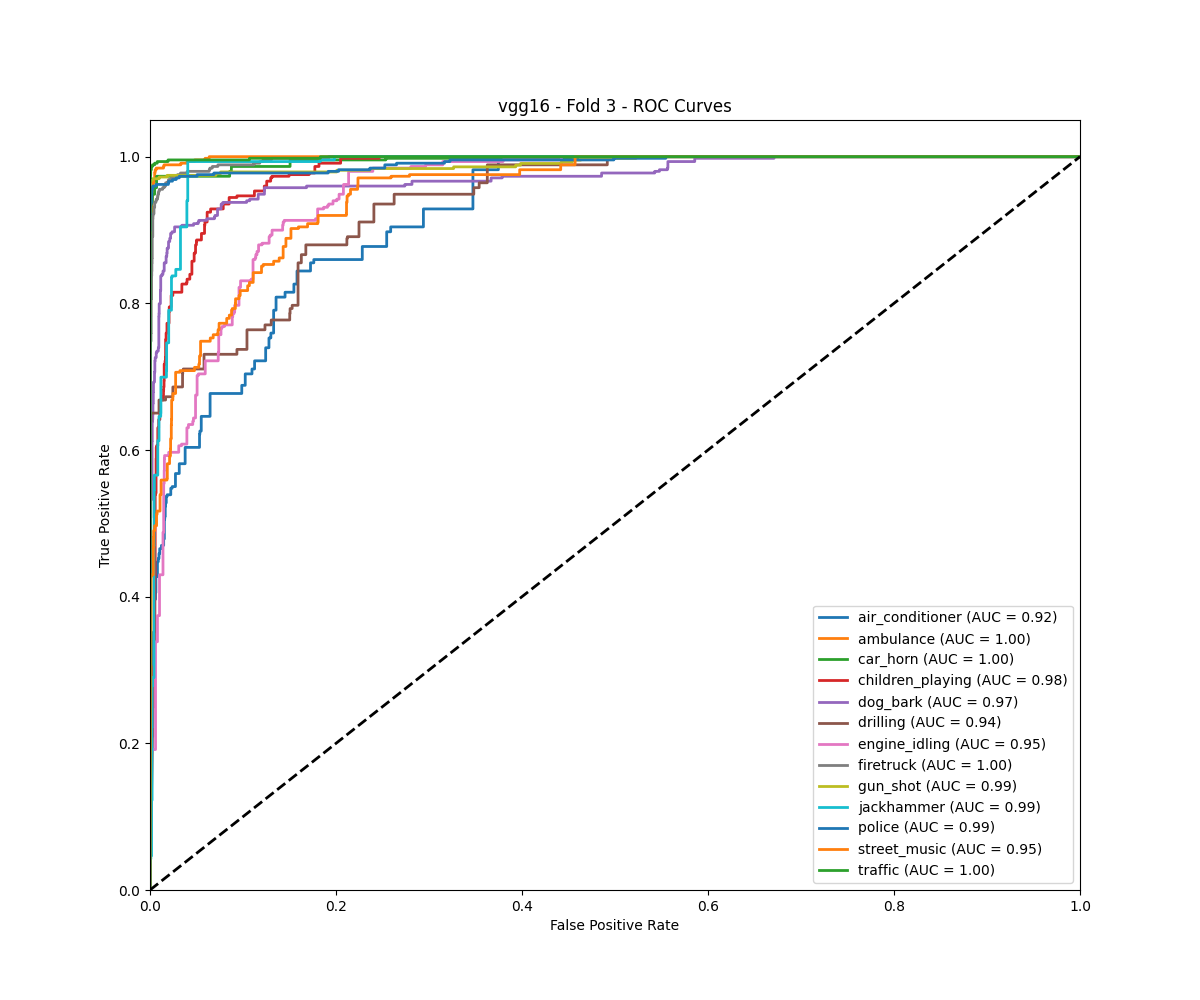 vgg16 - Fold 3 - ROC Curves
1.0
0.8
0.6
0.4
0.2
0.0
True Positive Rate
0.0 0.2 0.4 0.6 0.8 1.0
False Positive Rate
air_conditioner (AUC = 0.92)
ambulance (AUC = 1.00)
car_horn (AUC = 1.00)
children_playing (AUC = 0.98)
dog_bark (AUC = 0.97)
drilling (AUC = 0.94)
engine_idling (AUC = 0.95)
firetruck (AUC = 1.00)
gun_shot (AUC = 0.99)
jackhammer (AUC = 0.99)
police (AUC = 0.99)
street_music (AUC = 0.95)
traffic (AUC = 1.00)